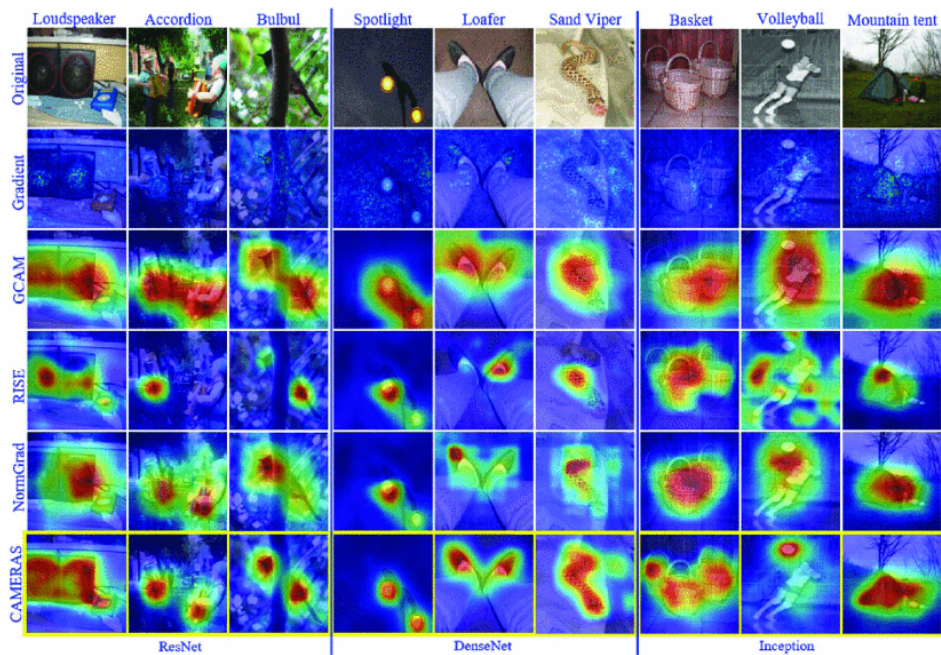 Loudspeaker Accordion Bulbul Spotlight Loafer Sand Viper Basket Volleyball Mountain tent
Original
Gradient
GCAM
RISE
NormGrad
CAMERAS
ResNet DenseNet Inception